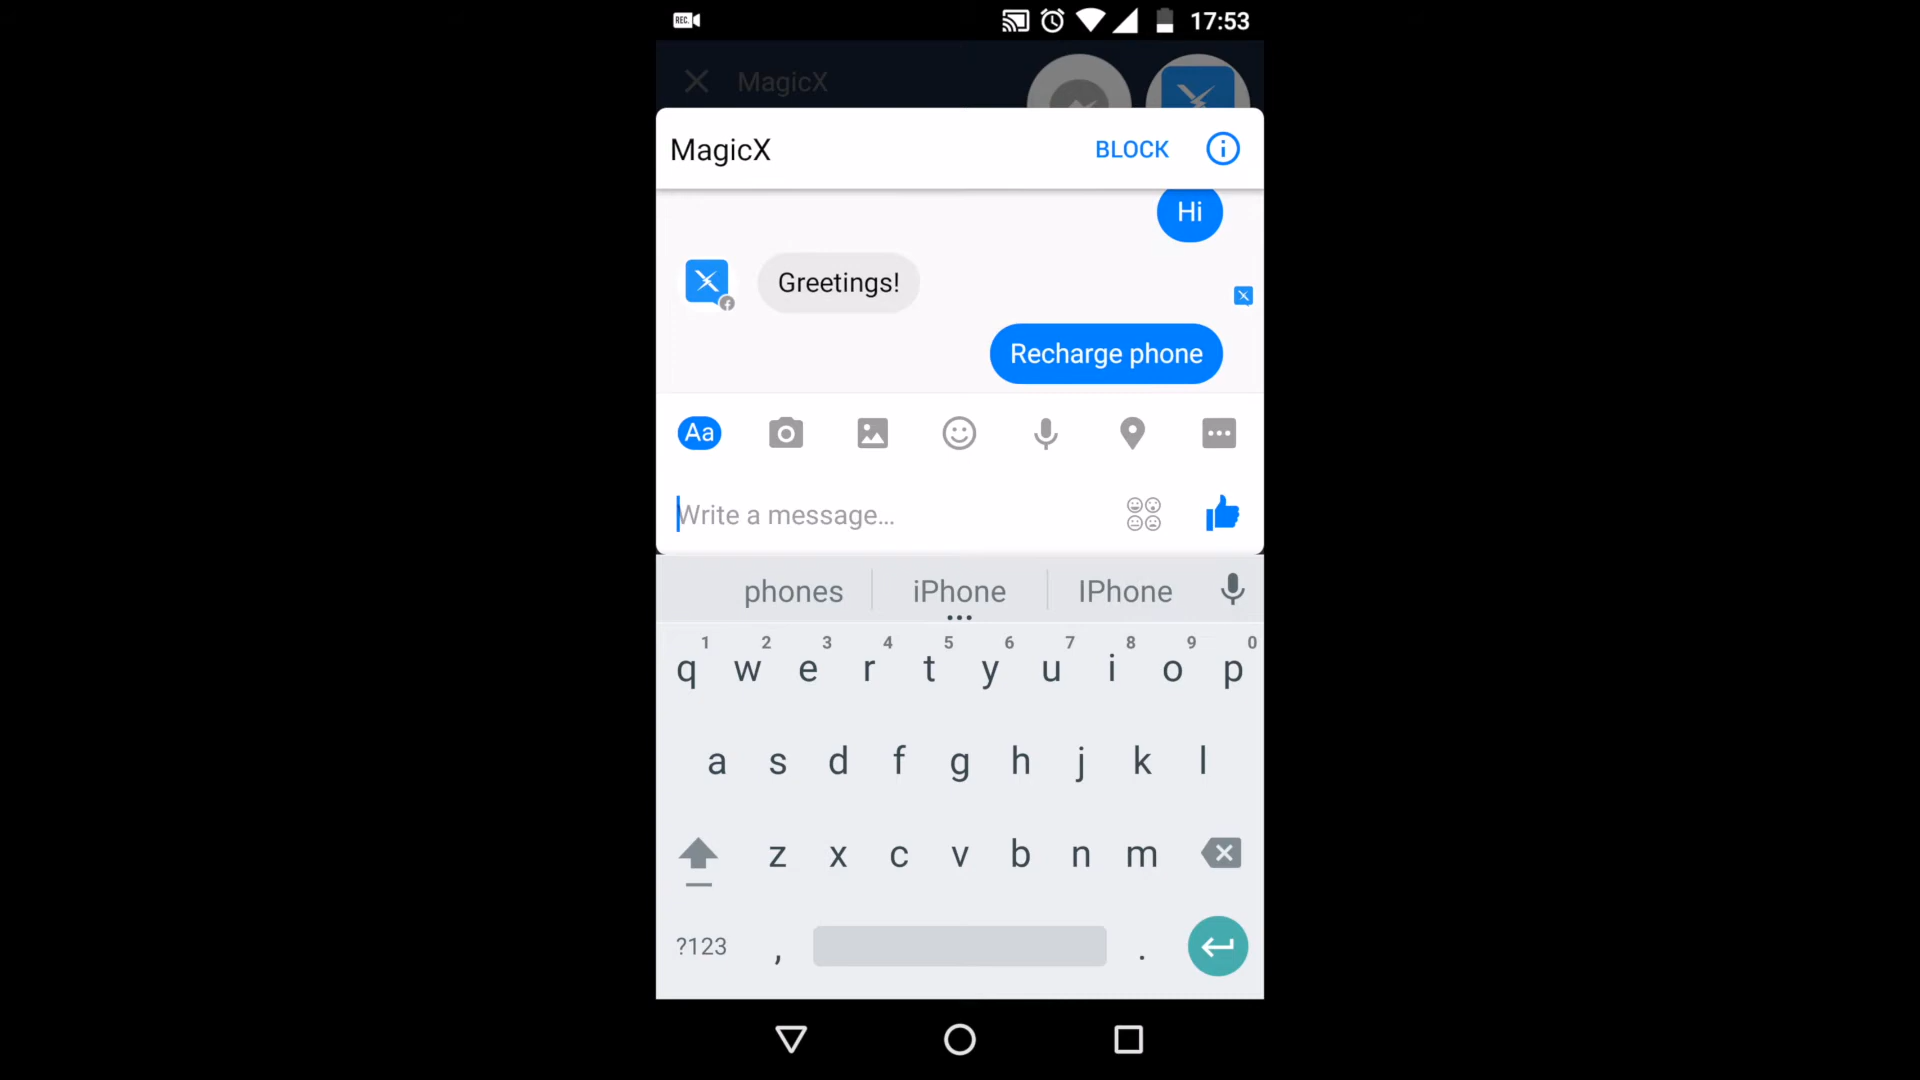 REC.
17:53
MagicX
MagicX
BLOCK
Hi
Greetings!
Recharge phone
Aa
Write a message...
phones
iPhone
IPhone
1 2 3 4 5 6 7 8 9 0
q w e r t y u i o p
a s d f g h j k l
z x c v b n m
?123 , .